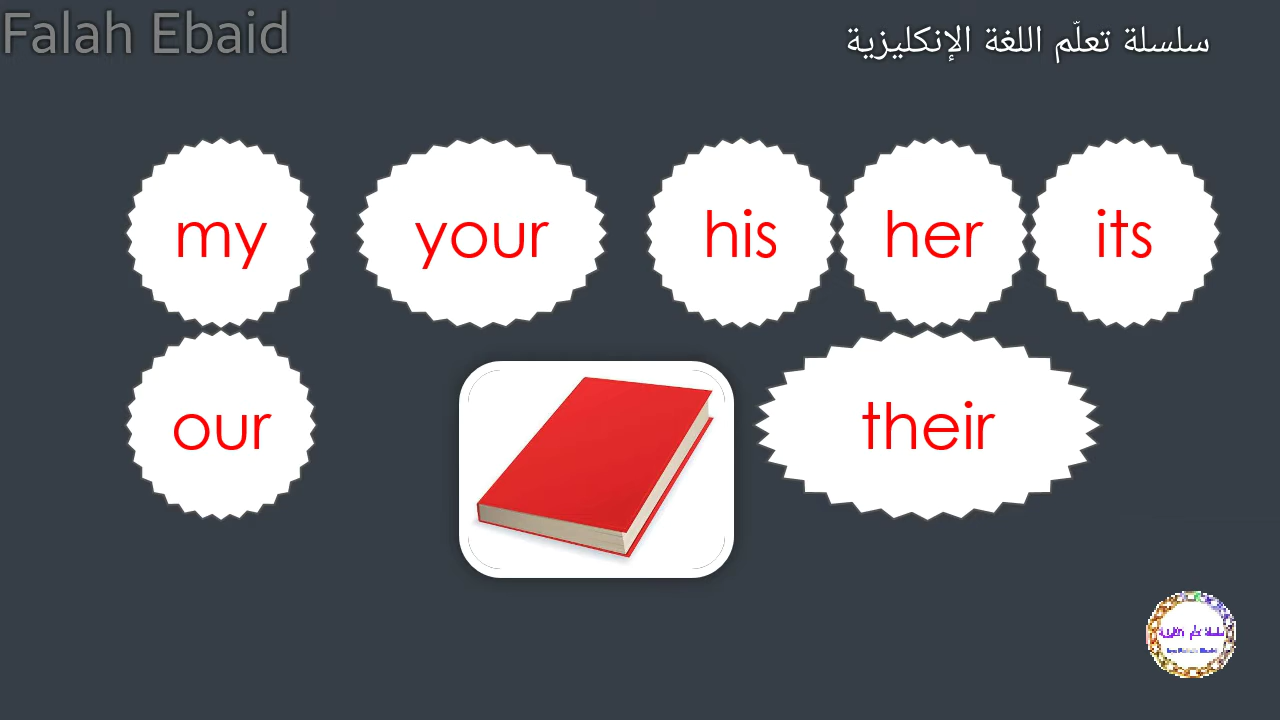 Falah Ebaid
سلسلة تعلّم اللغة الإنكليزية
my
your
his
her
its
our
their